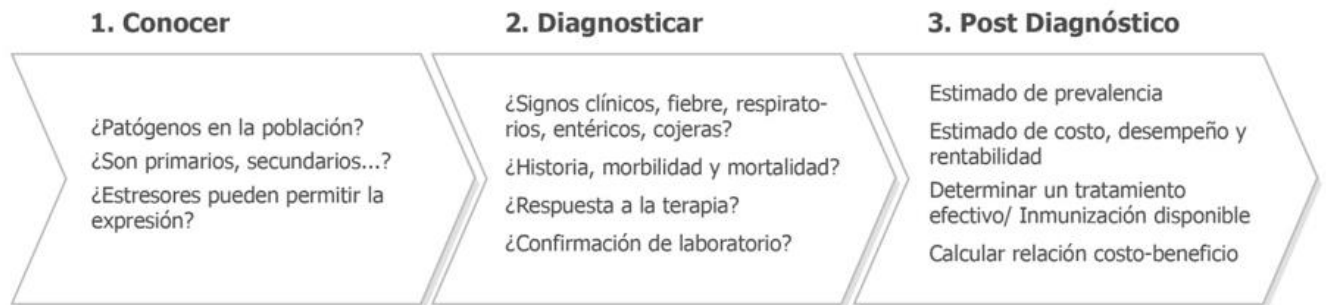 1. Conocer
¿Patógenos en la población?
¿Son primarios, secundarios...?
¿Estresores pueden permitir la
expresión?
2. Diagnosticar
¿Signos clínicos, fiebre, respirato-
rios, entéricos, cojeras?
¿Historia, morbilidad y mortalidad?
¿Respuesta a la terapia?
¿Confirmación de laboratorio?
3. Post Diagnóstico
Estimado de prevalencia
Estimado de costo, desempeño y
rentabilidad
Determinar un tratamiento
efectivo/ Inmunización disponible
Calcular relación costo-beneficio